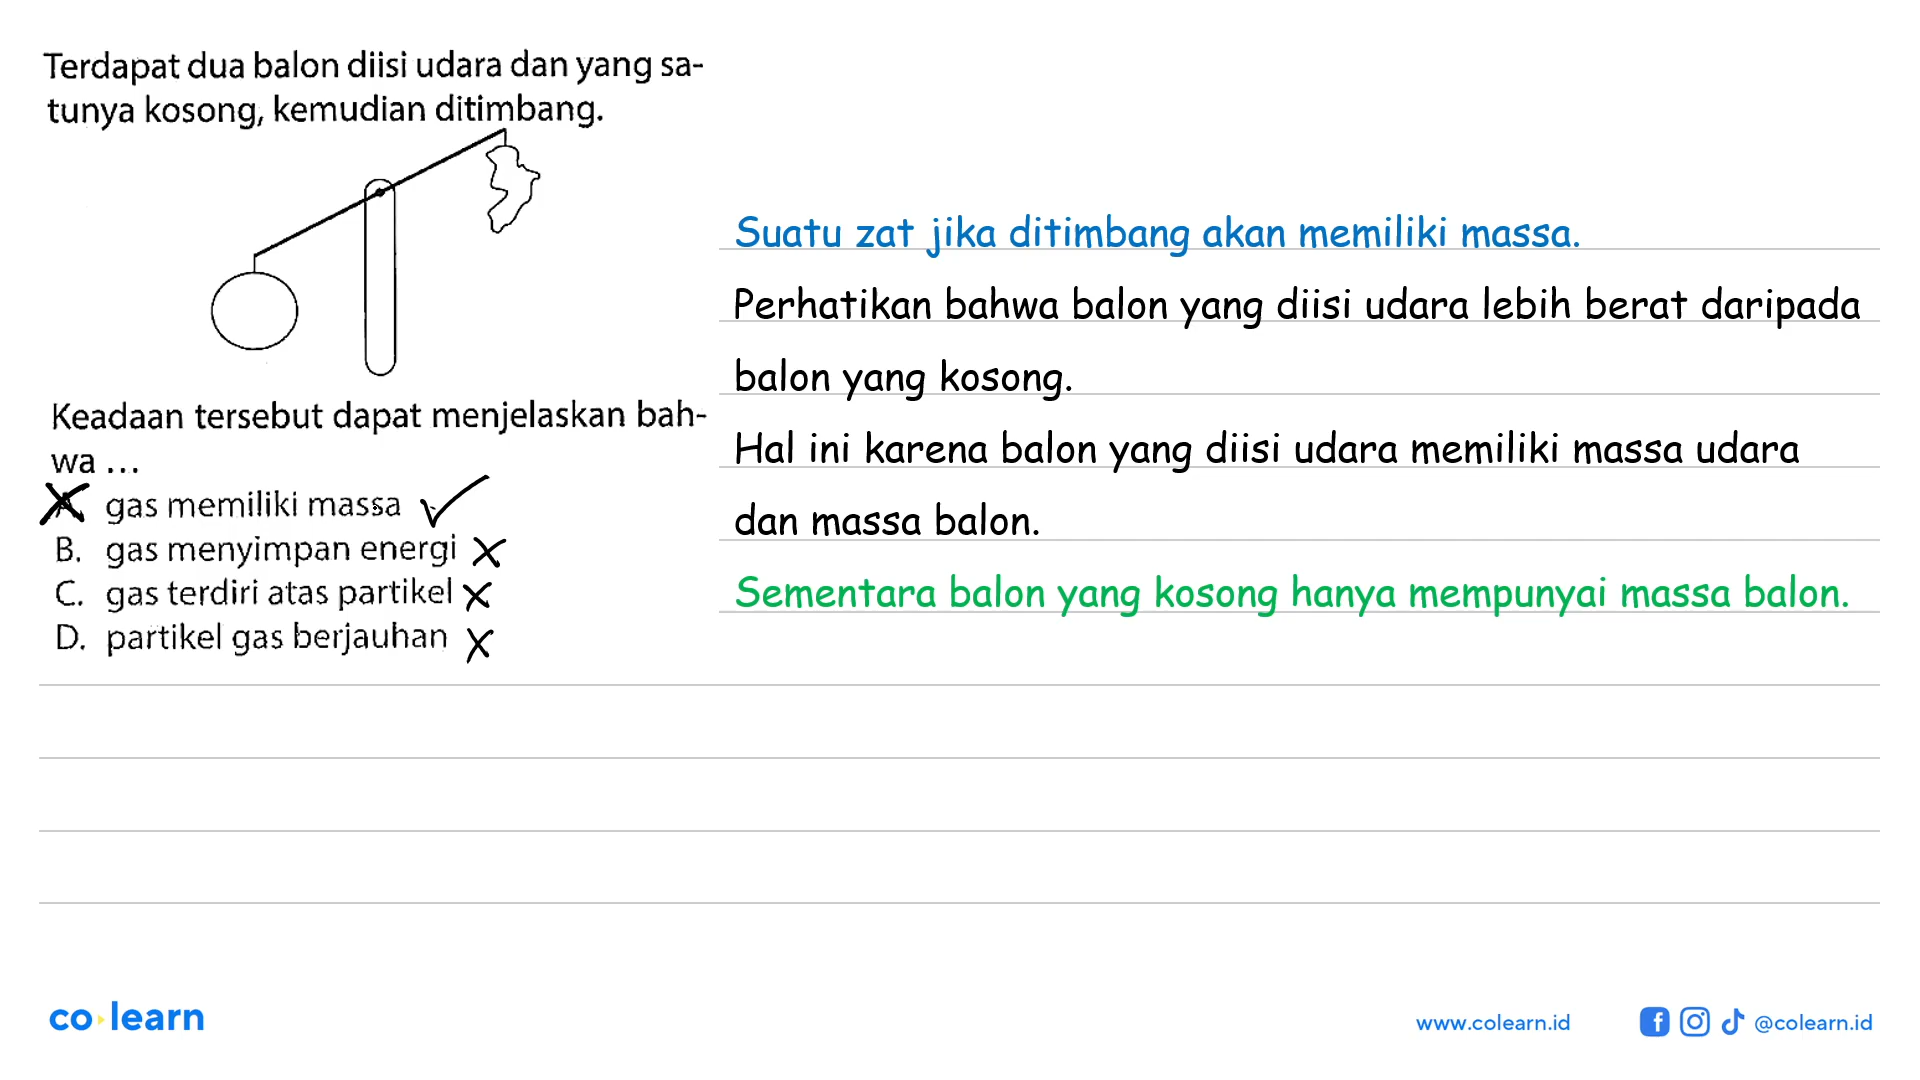 Terdapat dua balon diisi udara dan yang sa-
tunya kosong, kemudian ditimbang.
Keadaan tersebut dapat menjelaskan bah-
wa ...
A gas memiliki massa
B. gas menyimpan energi
C. gas terdiri atas partikel
D. partikel gas berjauhan
Suatu zat jika ditimbang akan memiliki massa.
Perhatikan bahwa balon yang diisi udara lebih berat daripada
balon yang kosong.
Hal ini karena balon yang diisi udara memiliki massa udara
dan massa balon.
Sementara balon yang kosong hanya mempunyai massa balon.
co learn
www.colearn.id
@colearn.id